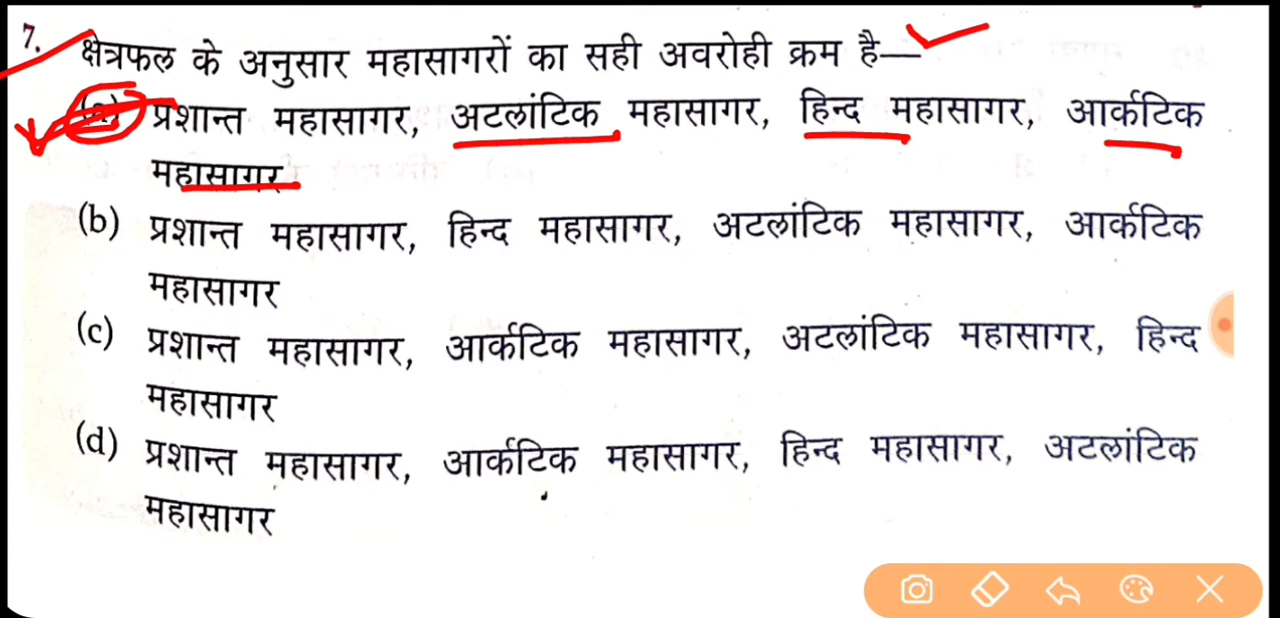 7. क्षेत्रफल के अनुसार महासागरों का सही अवरोही क्रम है—
(a) प्रशान्त महासागर, अटलांटिक महासागर, हिन्द महासागर, आर्कटिक
महासागर
(b) प्रशान्त महासागर, हिन्द महासागर, अटलांटिक महासागर, आर्कटिक
महासागर
(c) प्रशान्त महासागर, आर्कटिक महासागर, अटलांटिक महासागर, हिन्द
महासागर
(d) प्रशान्त महासागर, आर्कटिक महासागर, हिन्द महासागर, अटलांटिक
महासागर